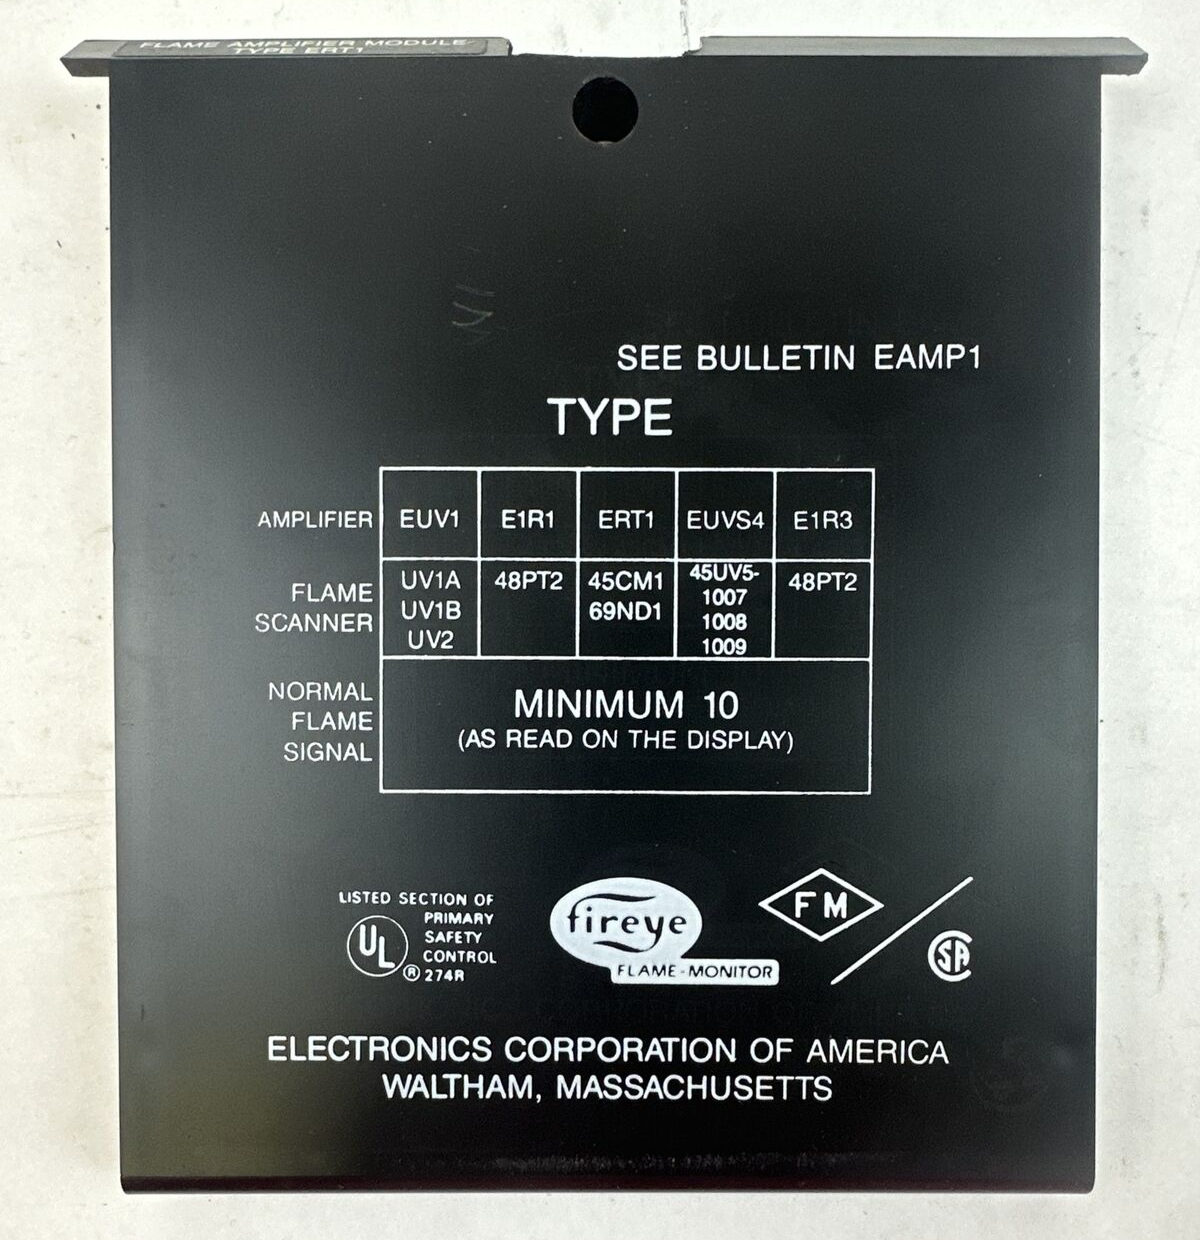 FLAME AMPLIFIER MODULE
TYPE ERT1
SEE BULLETIN EAMP1
TYPE
AMPLIFIER EUV1 E1R1 ERT1 EUVS4 E1R3
FLAME SCANNER
UV1A
UV1B
UV2
48PT2
45CM1
69ND1
45UV5-
1007
1008
1009
48PT2
NORMAL
FLAME
SIGNAL
MINIMUM 10
(AS READ ON THE DISPLAY)
LISTED SECTION OF
PRIMARY
SAFETY
CONTROL
274R
UL
®
fireye
FLAME-MONITOR
FM
SA
ELECTRONICS CORPORATION OF AMERICA
WALTHAM, MASSACHUSETTS